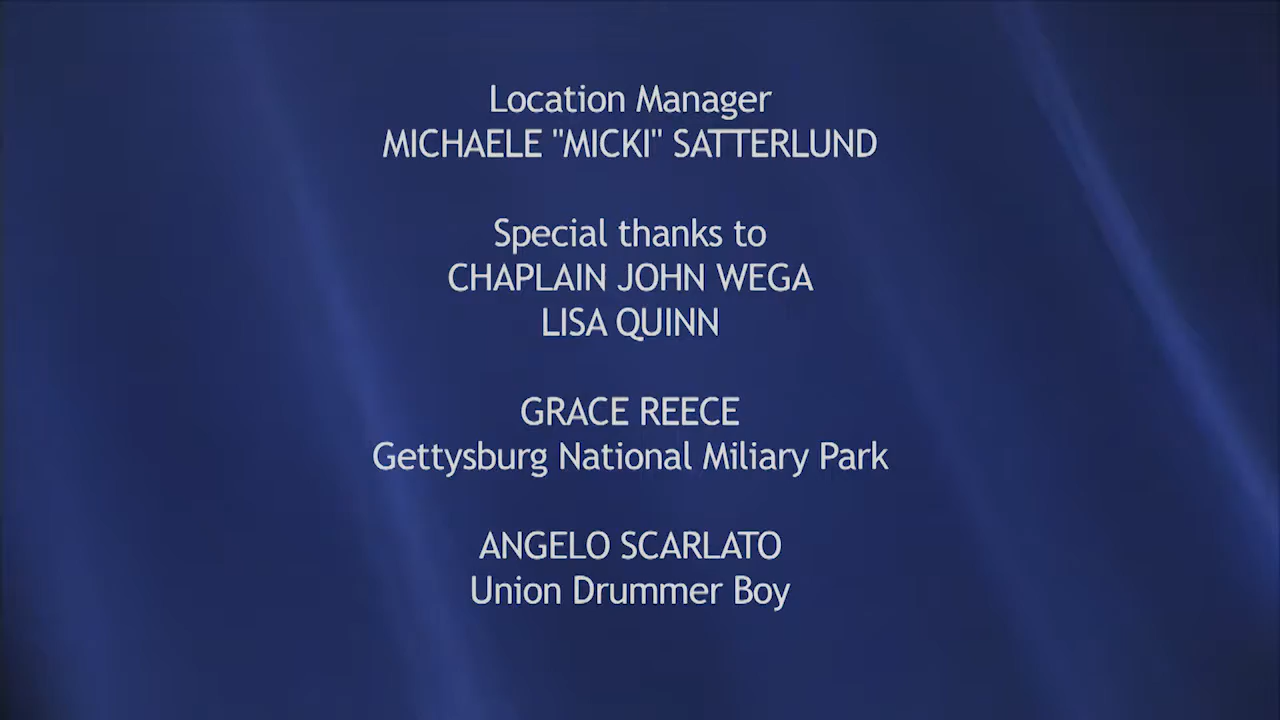 Location Manager
MICHAELE "MICKI" SATTERLUND
Special thanks to
CHAPLAIN JOHN WEGA
LISA QUINN
GRACE REECE
Gettysburg National Miliary Park
ANGELO SCARLATO
Union Drummer Boy